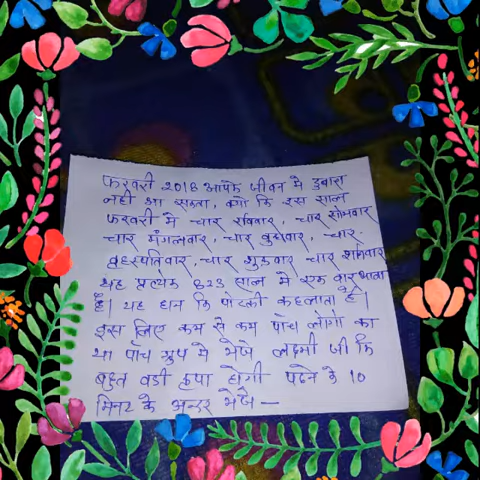 फरवरी 2018 आपके जीवन मे दुबारा
नही आ सकता, क्यो कि इस साल
फरवरी मे चार रविवार, चार सोमवार
चार मंगलवार, चार बुधवार, चार
बृहस्पतिवार, चार शुक्रवार चार शनिवार
यह प्रत्येक 823 साल मे एक बार आता
है। यह धन कि पोटली कहलाता है।
इस लिए कम से कम पांच लोगो का
या पांच ग्रुप मे भेजे लक्ष्मी जी कि
बहुत बडी कृपा होगी पढने के 10
मिनट के अन्दर भेजे —